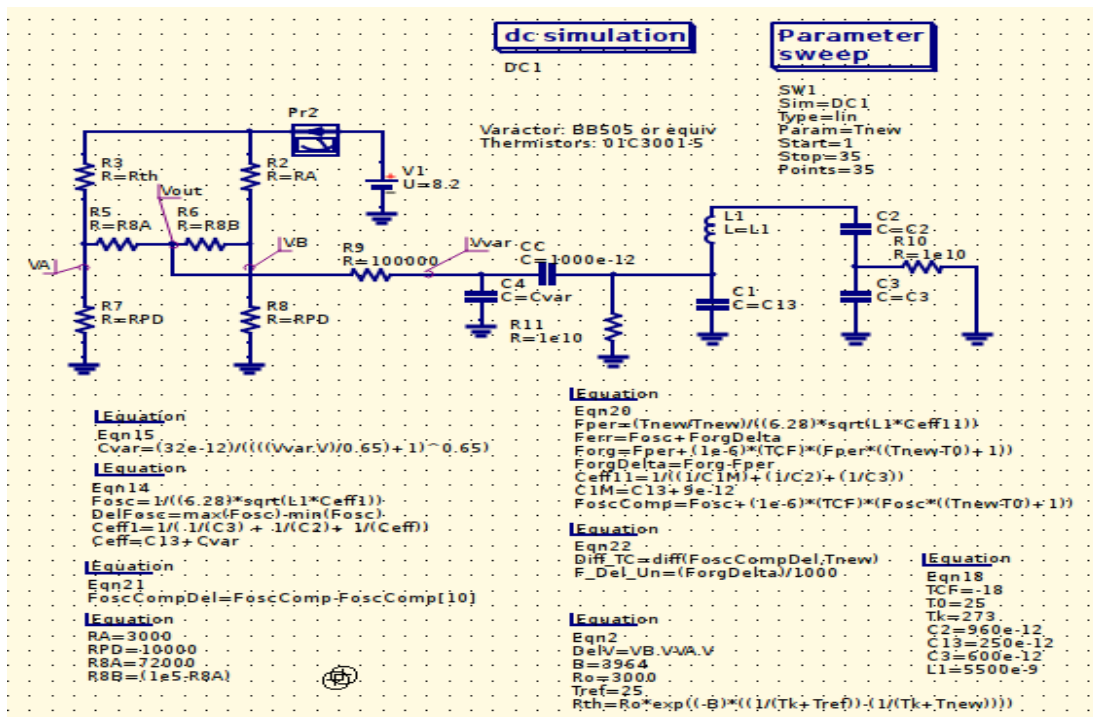 dc simulation
DC1
Parameter
sweep
SW1
Sim=DC1
Type=lin
Param=Tnew
Start=1
Stop=35
Points=35
Varactor: BB505 or equiv
Thermistors: 01C3001-5
Pr2
V1
U=8.2
R3
R=Rth
R2
R=RA
Vout
R5
R=R8A
R6
R=R8B
VA
VB
R7
R=RPD
R8
R=RPD
R9
R=100000
Vvar
CC
C=1000e-12
C4
C=Cvar
R11
R=1e10
L1
L=L1
C1
C=C13
C2
C=C2
R10
R=1e10
C3
C=C3
Equation
Eqn15
Cvar=(32e-12)/((((Vvar.V)/0.65)+1)^0.65)
Equation
Eqn14
Fosc=1/((6.28)*sqrt(L1*Ceff1))
DelFosc=max(Fosc)-min(Fosc)
Ceff1=1/( 1/(C3) + 1/(C2)+ 1/(Ceff))
Ceff=C13+Cvar
Equation
Eqn21
FoscCompDel=FoscComp-FoscComp[10]
Equation
RA=3000
RPD=10000
R8A=72000
R8B=(1e5-R8A)
Equation
Eqn20
Fper=(Tnew/Tnew)/((6.28)*sqrt(L1*Ceff11))
Ferr=Fosc+ForgDelta
Forg=Fper+(1e-6)*(TCF)*(Fper*((Tnew-T0)+1))
ForgDelta=Forg-Fper
Ceff11=1/((1/C1M)+(1/C2)+(1/C3))
C1M=C13+9e-12
FoscComp=Fosc+(1e-6)*(TCF)*(Fosc*((Tnew-T0)+1))
Equation
Eqn22
Diff_TC=diff(FoscCompDel,Tnew)
F_Del_Un=(ForgDelta)/1000
Equation
Eqn2
DelV=VB.V-VA.V
B=3964
Ro=3000
Tref=25
Rth=Ro*exp((-B)*((1/(Tk+Tref))-(1/(Tk+Tnew))))
Equation
Eqn18
TCF=-18
T0=25
Tk=273
C2=960e-12
C13=250e-12
C3=600e-12
L1=5500e-9